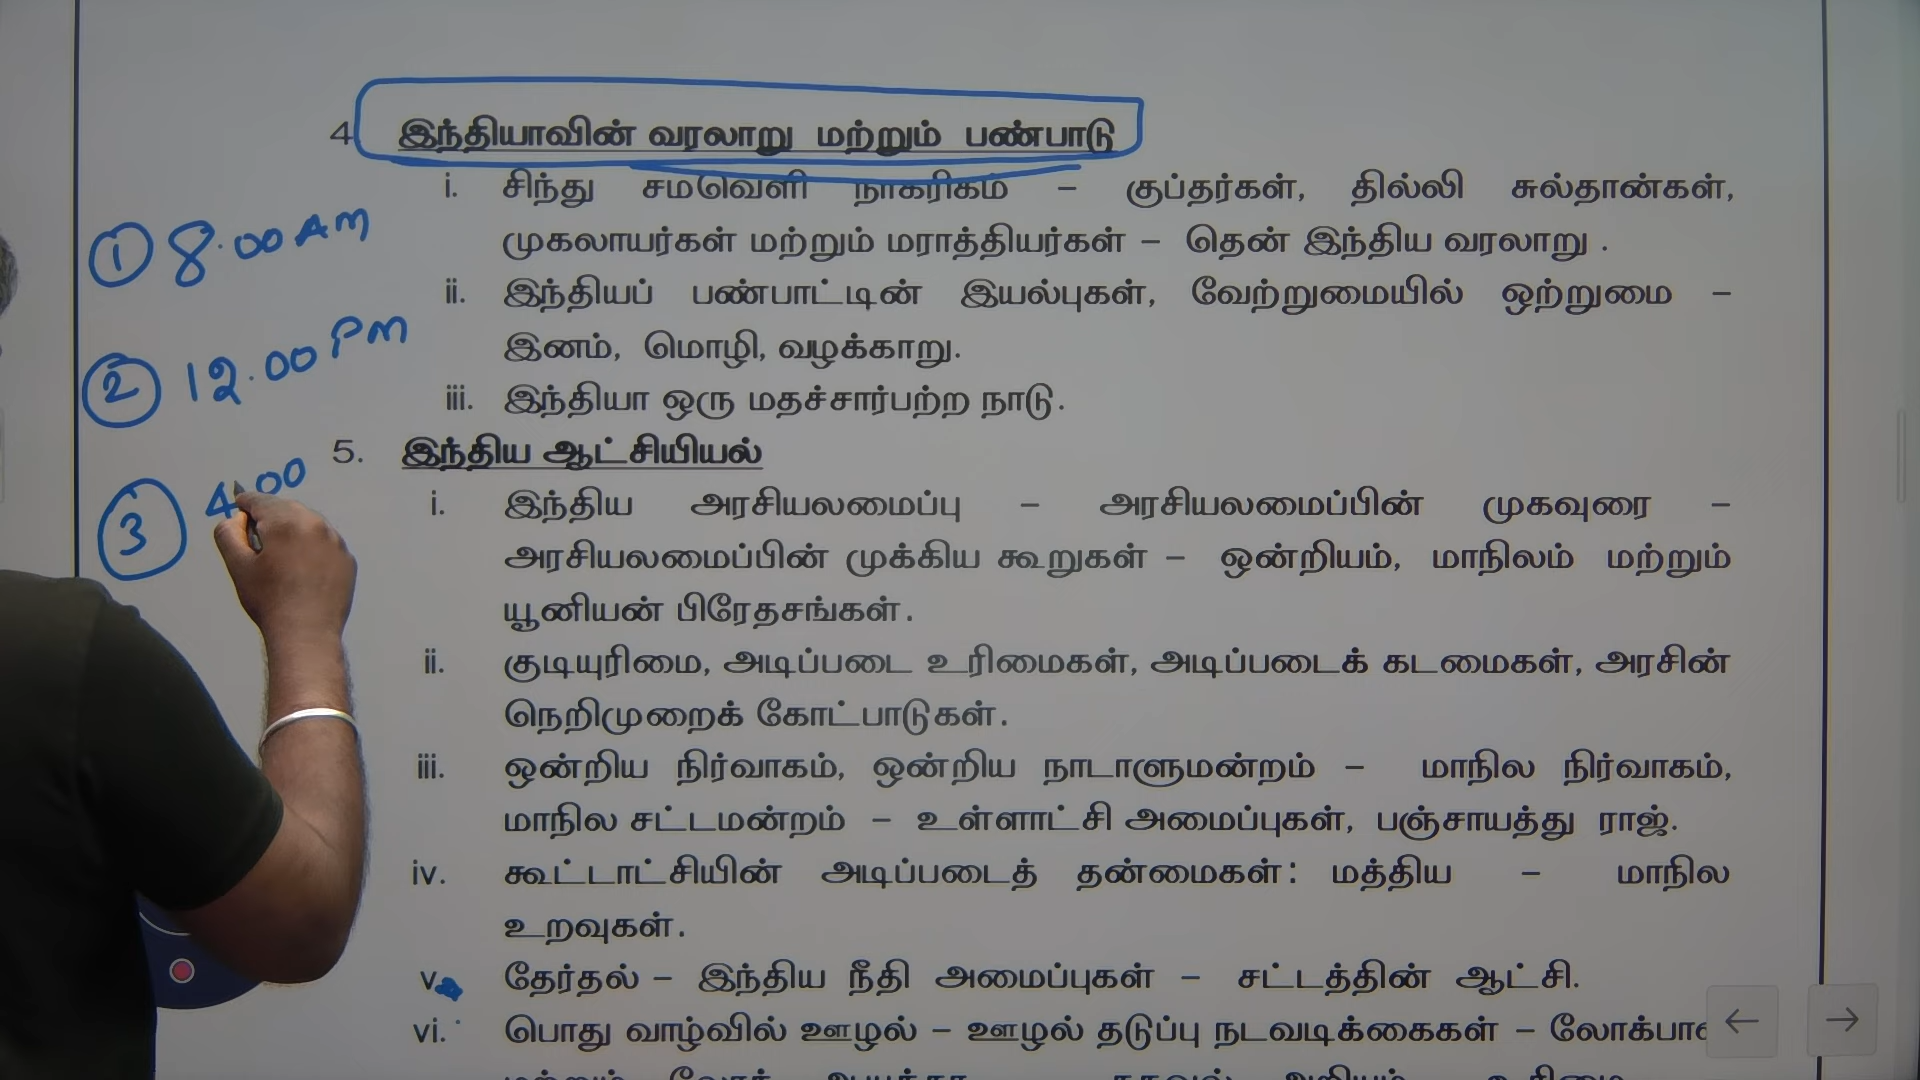 4 இந்தியாவின் வரலாறு மற்றும் பண்பாடு
i. சிந்து சமவெளி நாகரிகம் – குப்தர்கள், தில்லி சுல்தான்கள்,
முகலாயர்கள் மற்றும் மராத்தியர்கள் – தென் இந்திய வரலாறு .
① 8.00 AM
ii. இந்தியப் பண்பாட்டின் இயல்புகள், வேற்றுமையில் ஒற்றுமை –
இனம், மொழி, வழக்காறு.
② 12.00 PM
iii. இந்தியா ஒரு மதச்சார்பற்ற நாடு.
5. இந்திய ஆட்சியியல்
③ 4.00
i. இந்திய அரசியலமைப்பு – அரசியலமைப்பின் முகவுரை –
அரசியலமைப்பின் முக்கிய கூறுகள் – ஒன்றியம், மாநிலம் மற்றும்
யூனியன் பிரதேசங்கள்.
ii. குடியுரிமை, அடிப்படை உரிமைகள், அடிப்படைக் கடமைகள், அரசின்
நெறிமுறைக் கோட்பாடுகள்.
iii. ஒன்றிய நிர்வாகம், ஒன்றிய நாடாளுமன்றம் – மாநில நிர்வாகம்,
மாநில சட்டமன்றம் – உள்ளாட்சி அமைப்புகள், பஞ்சாயத்து ராஜ்.
iv. கூட்டாட்சியின் அடிப்படைத் தன்மைகள்: மத்திய – மாநில
உறவுகள்.
v. தேர்தல் – இந்திய நீதி அமைப்புகள் – சட்டத்தின் ஆட்சி.
vi. பொது வாழ்வில் ஊழல் – ஊழல் தடுப்பு நடவடிக்கைகள் –